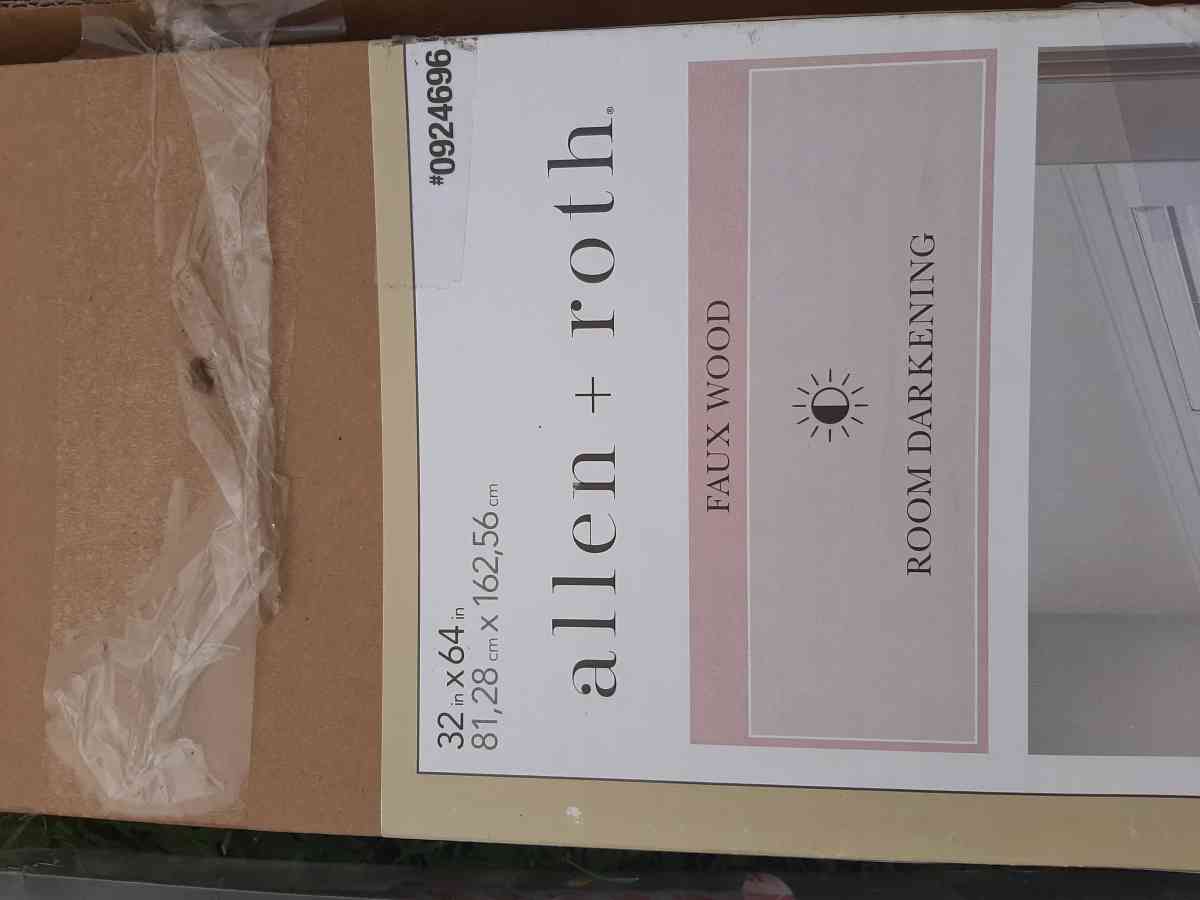 #0924696
32 in x 64 in
81,28 cm x 162,56 cm
allen + roth®
FAUX WOOD
ROOM DARKENING